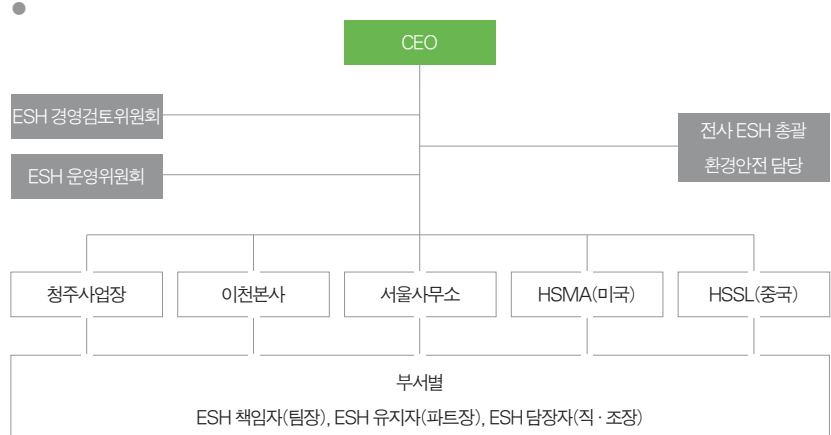 CEO
ESH 경영검토위원회
전사 ESH 총괄
환경안전 담당
ESH 운영위원회
청주사업장
이천본사
서울사무소
HSMA(미국)
HSSL(중국)
부서별
ESH 책임자(팀장), ESH 유지자(파트장), ESH 담장자(직 · 조장)